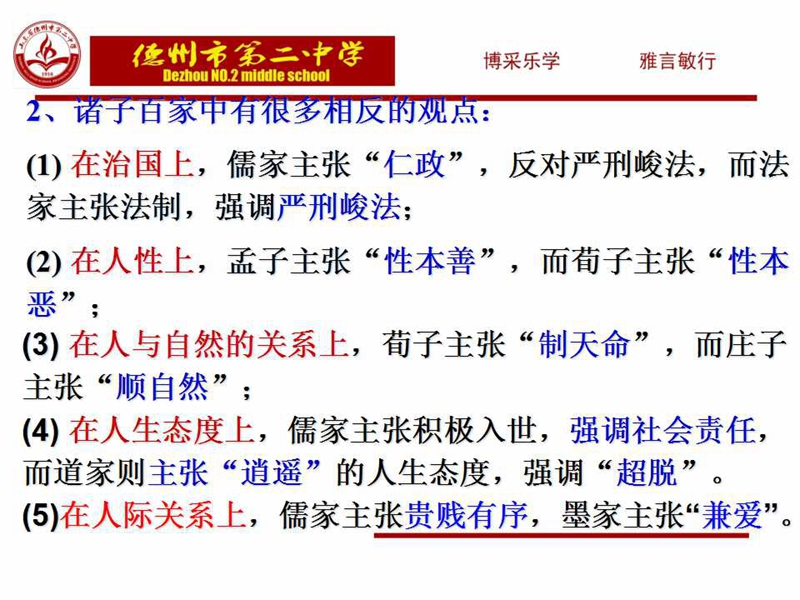 德州市第二中学
Dezhou NO.2 middle school
博采乐学 雅言敏行
2、诸子百家中有很多相反的观点：
(1) 在治国上，儒家主张“仁政”，反对严刑峻法，而法
家主张法制，强调严刑峻法；
(2) 在人性上，孟子主张“性本善”，而荀子主张“性本
恶”；
(3) 在人与自然的关系上，荀子主张“制天命”，而庄子
主张“顺自然”；
(4) 在人生态度上，儒家主张积极入世，强调社会责任，
而道家则主张“逍遥”的人生态度，强调“超脱”。
(5)在人际关系上，儒家主张贵贱有序，墨家主张“兼爱”。